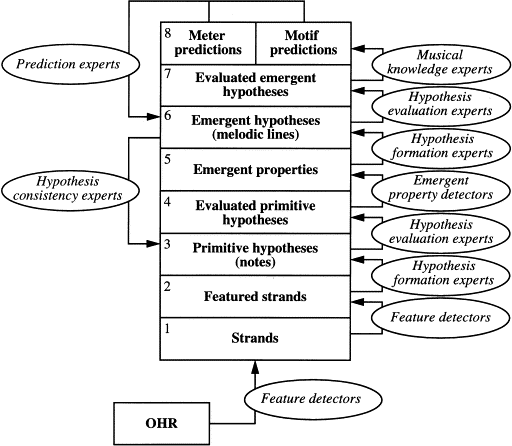 8
Meter
predictions
Motif
predictions
Prediction experts
Musical
knowledge experts
7
Evaluated emergent
hypotheses
Hypothesis
evaluation experts
6
Emergent hypotheses
(melodic lines)
Hypothesis
formation experts
5
Emergent properties
Hypothesis
consistency experts
Emergent
property detectors
4
Evaluated primitive
hypotheses
Hypothesis
evaluation experts
3
Primitive hypotheses
(notes)
Hypothesis
formation experts
2
Featured strands
Feature detectors
1
Strands
Feature detectors
OHR